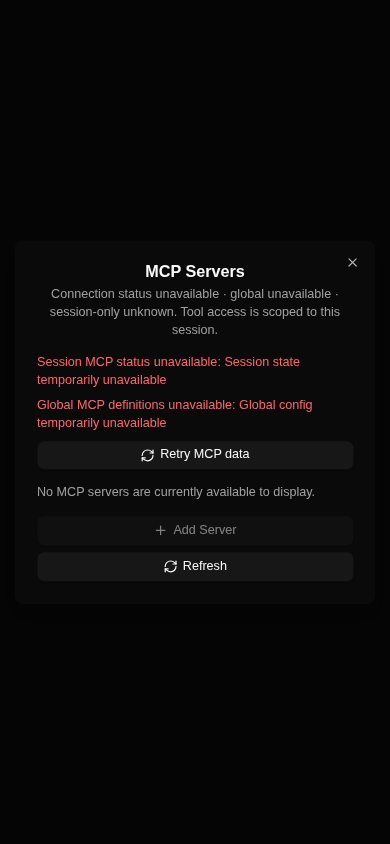 MCP Servers
Connection status unavailable · global unavailable ·
session-only unknown. Tool access is scoped to this
session.
Session MCP status unavailable: Session state
temporarily unavailable
Global MCP definitions unavailable: Global config
temporarily unavailable
Retry MCP data
No MCP servers are currently available to display.
Add Server
Refresh